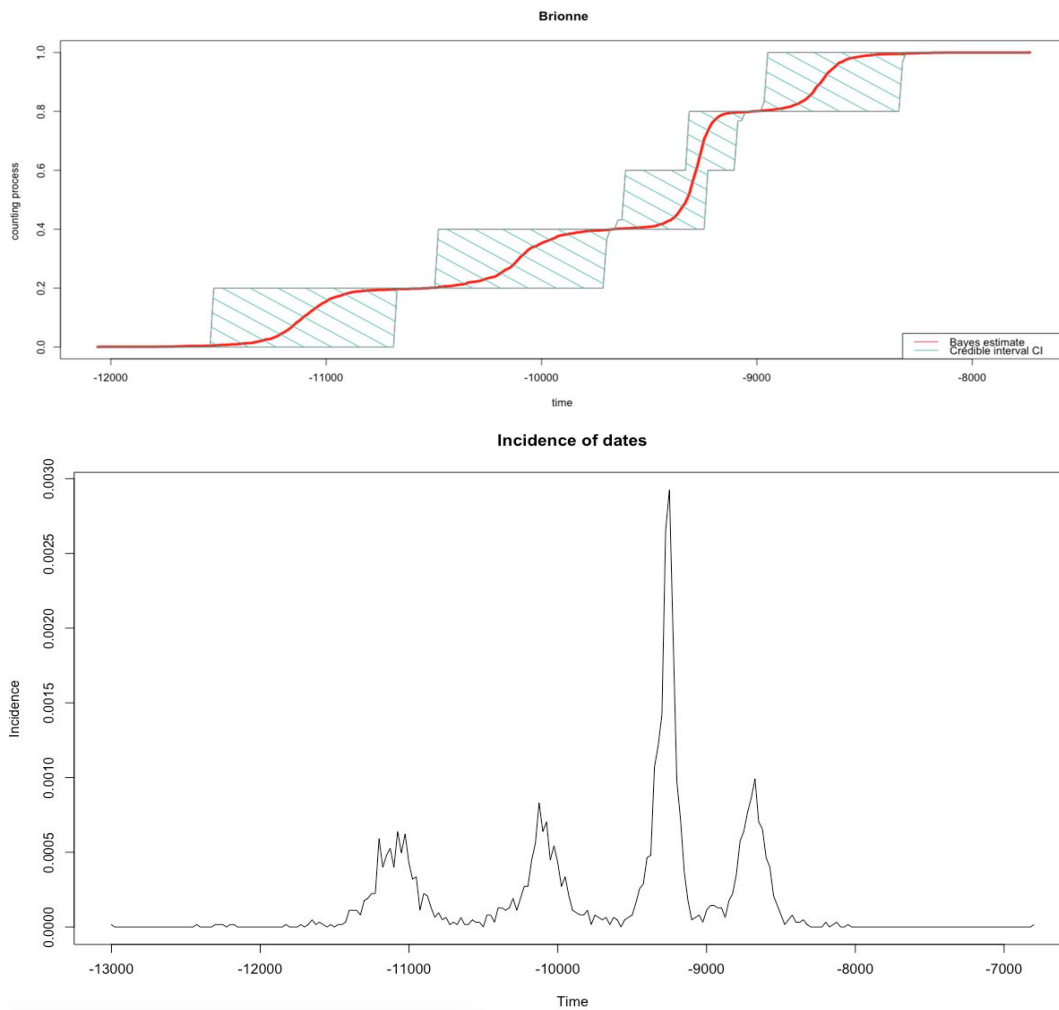 Brionne
1.0
0.8
0.6
0.4
0.2
0.0
counting process
-12000 -11000 -10000 -9000 -8000
time
Bayes estimate
Credible interval CI
Incidence of dates
0.0030
0.0025
0.0020
0.0015
0.0010
0.0005
0.0000
Incidence
-13000 -12000 -11000 -10000 -9000 -8000 -7000
Time